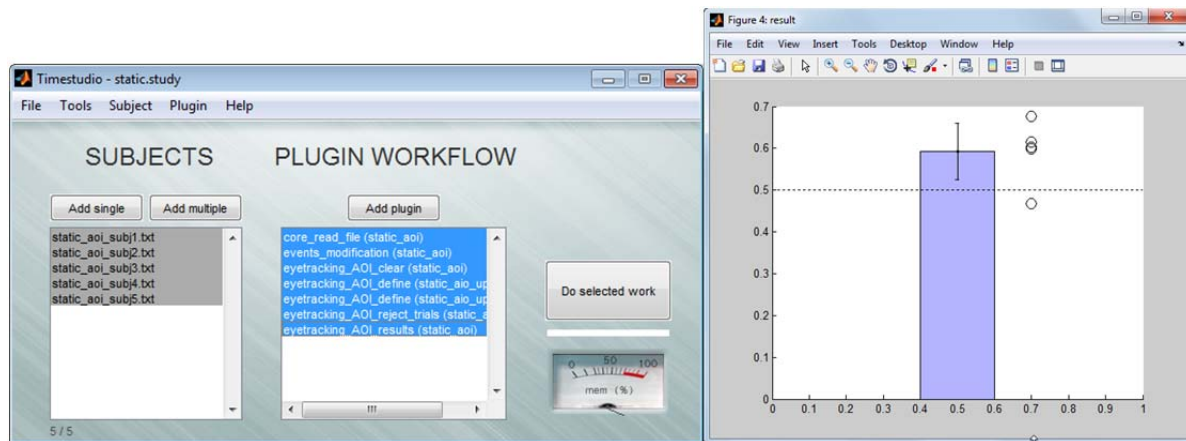 Timestudio - static.study
File Tools Subject Plugin Help
SUBJECTS
Add single Add multiple
static_aoi_subj1.txt
static_aoi_subj2.txt
static_aoi_subj3.txt
static_aoi_subj4.txt
static_aoi_subj5.txt
5 / 5
PLUGIN WORKFLOW
Add plugin
core_read_file (static_aoi)
events_modification (static_aoi)
eyetracking_AOI_clear (static_aoi)
eyetracking_AOI_define (static_aio_up
eyetracking_AOI_define (static_aio_up
eyetracking_AOI_reject_trials (static_a
eyetracking_AOI_results (static_aoi)
Do selected work
0 50 100
mem (%)
Figure 4: result
File Edit View Insert Tools Desktop Window Help
0.7
0.6
0.5
0.4
0.3
0.2
0.1
0
0 0.1 0.2 0.3 0.4 0.5 0.6 0.7 0.8 0.9 1